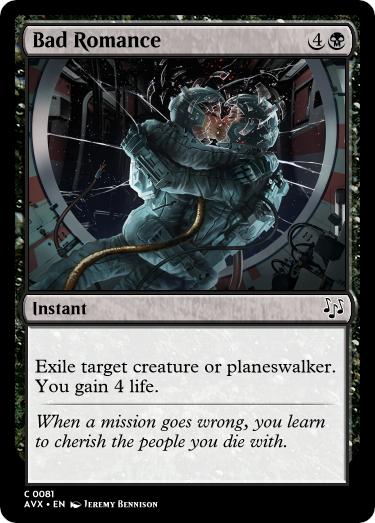 Bad Romance 4
Instant
Exile target creature or planeswalker.
You gain 4 life.
When a mission goes wrong, you learn
to cherish the people you die with.
C 0081
AVX • EN Jeremy Bennison